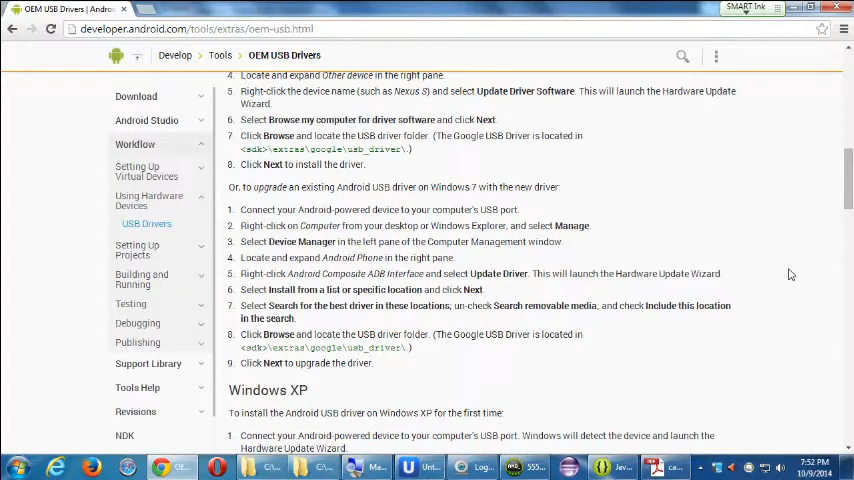 OEM USB Drivers | Android
SMART Ink
developer.android.com/tools/extras/oem-usb.html
Develop > Tools > OEM USB Drivers
4. Locate and expand Other device in the right pane.
5. Right-click the device name (such as Nexus S) and select Update Driver Software. This will launch the Hardware Update
Wizard.
6. Select Browse my computer for driver software and click Next.
7. Click Browse and locate the USB driver folder. (The Google USB Driver is located in
<sdk>\extras\google\usb_driver\.)
8. Click Next to install the driver.
Or, to upgrade an existing Android USB driver on Windows 7 with the new driver:
1. Connect your Android-powered device to your computer's USB port.
2. Right-click on Computer from your desktop or Windows Explorer, and select Manage.
3. Select Device Manager in the left pane of the Computer Management window.
4. Locate and expand Android Phone in the right pane.
5. Right-click Android Composite ADB Interface and select Update Driver. This will launch the Hardware Update Wizard.
6. Select Install from a list or specific location and click Next.
7. Select Search for the best driver in these locations; un-check Search removable media; and check Include this location
in the search.
8. Click Browse and locate the USB driver folder. (The Google USB Driver is located in
<sdk>\extras\google\usb_driver\.)
9. Click Next to upgrade the driver.
Windows XP
To install the Android USB driver on Windows XP for the first time:
1. Connect your Android-powered device to your computer's USB port. Windows will detect the device and launch the
Hardware Update Wizard.
Download
Android Studio
Workflow
Setting Up
Virtual Devices
Using Hardware
Devices
USB Drivers
Setting Up
Projects
Building and
Running
Testing
Debugging
Publishing
Support Library
Tools Help
Revisions
NDK
OE...
C:\...
C:\...
Ma...
Unt...
Log...
555...
Jav...
ca...
7:52 PM
10/9/2014